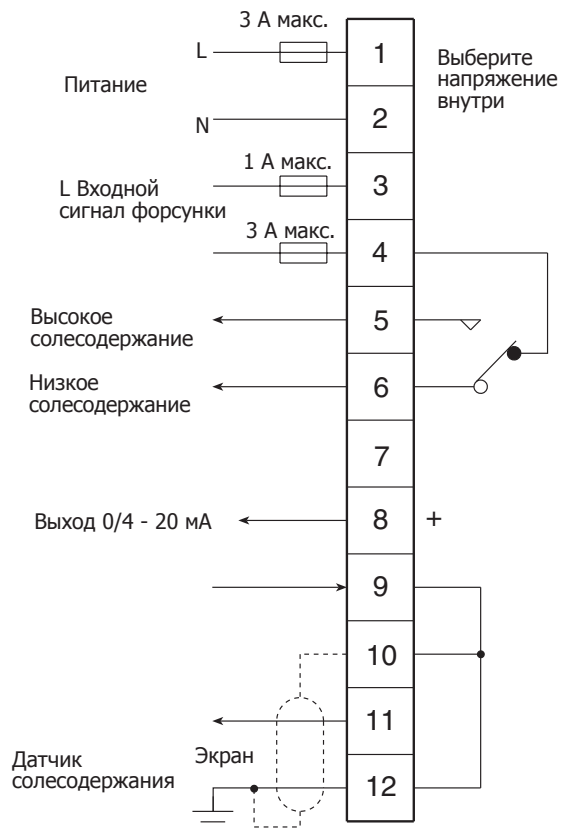 3 А макс.
L
1
Выберите
напряжение
внутри
Питание
N
2
1 А макс.
L Входной
сигнал форсунки
3
3 А макс.
4
Высокое
солесодержание
5
Низкое
солесодержание
6
7
Выход 0/4 - 20 мА
8
+
9
10
11
Датчик
солесодержания
Экран
12